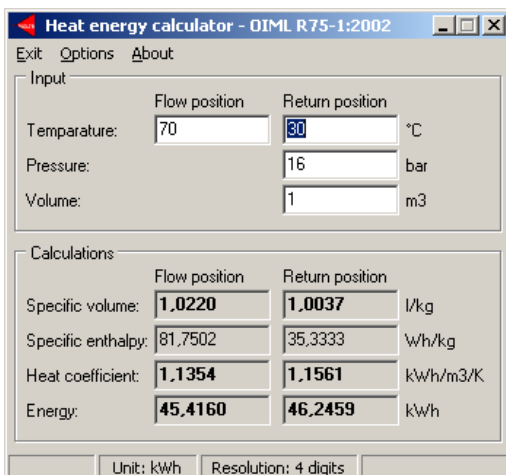 Heat energy calculator - OIML R75-1:2002
Exit Options About
Input
Flow position Return position
Temparature: 70 30 °C
Pressure: 16 bar
Volume: 1 m3
Calculations
Flow position Return position
Specific volume: 1,0220 1,0037 l/kg
Specific enthalpy: 81,7502 35,3333 Wh/kg
Heat coefficient: 1,1354 1,1561 kWh/m3/K
Energy: 45,4160 46,2459 kWh
Unit: kWh Resolution: 4 digits